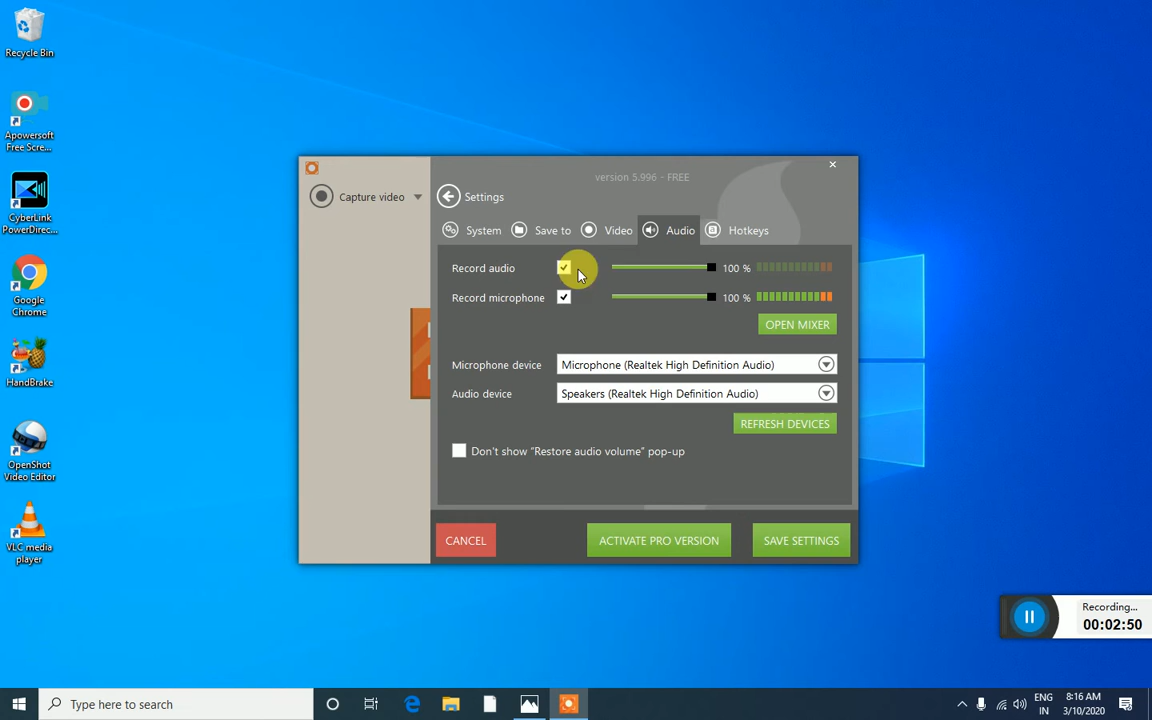 Recycle Bin
Apowersoft
Free Scre...
CyberLink
PowerDirec...
Google
Chrome
HandBrake
OpenShot
Video Editor
VLC media
player
version 5.996 - FREE
Capture video
Settings
System
Save to
Video
Audio
Hotkeys
Record audio
100 %
Record microphone
100 %
OPEN MIXER
Microphone device
Microphone (Realtek High Definition Audio)
Audio device
Speakers (Realtek High Definition Audio)
REFRESH DEVICES
Don't show "Restore audio volume" pop-up
CANCEL
ACTIVATE PRO VERSION
SAVE SETTINGS
Recording...
00:02:50
Type here to search
ENG
IN
8:16 AM
3/10/2020